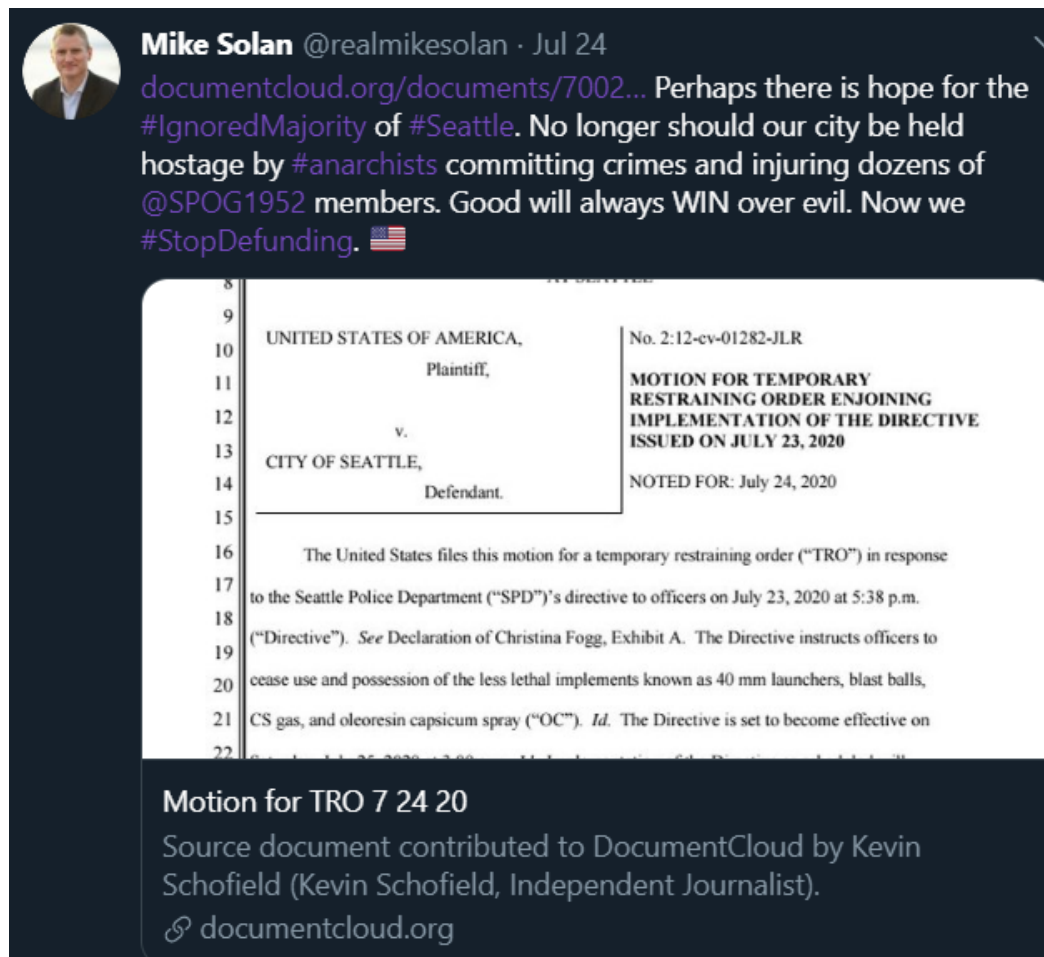 Mike Solan @realmikesolan · Jul 24
documentcloud.org/documents/7002... Perhaps there is hope for the
#IgnoredMajority of #Seattle. No longer should our city be held
hostage by #anarchists committing crimes and injuring dozens of
@SPOG1952 members. Good will always WIN over evil. Now we
#StopDefunding. 🇺🇸
8
9
10 UNITED STATES OF AMERICA, No. 2:12-cv-01282-JLR
Plaintiff,
11 MOTION FOR TEMPORARY
RESTRAINING ORDER ENJOINING
12 IMPLEMENTATION OF THE DIRECTIVE
v. ISSUED ON JULY 23, 2020
13 CITY OF SEATTLE,
14 NOTED FOR: July 24, 2020
Defendant.
15
16 The United States files this motion for a temporary restraining order (“TRO”) in response
17 to the Seattle Police Department (“SPD”)’s directive to officers on July 23, 2020 at 5:38 p.m.
18
19 (“Directive”). See Declaration of Christina Fogg, Exhibit A. The Directive instructs officers to
20 cease use and possession of the less lethal implements known as 40 mm launchers, blast balls,
21 CS gas, and oleoresin capsicum spray (“OC”). Id. The Directive is set to become effective on
22
Motion for TRO 7 24 20
Source document contributed to DocumentCloud by Kevin
Schofield (Kevin Schofield, Independent Journalist).
documentcloud.org